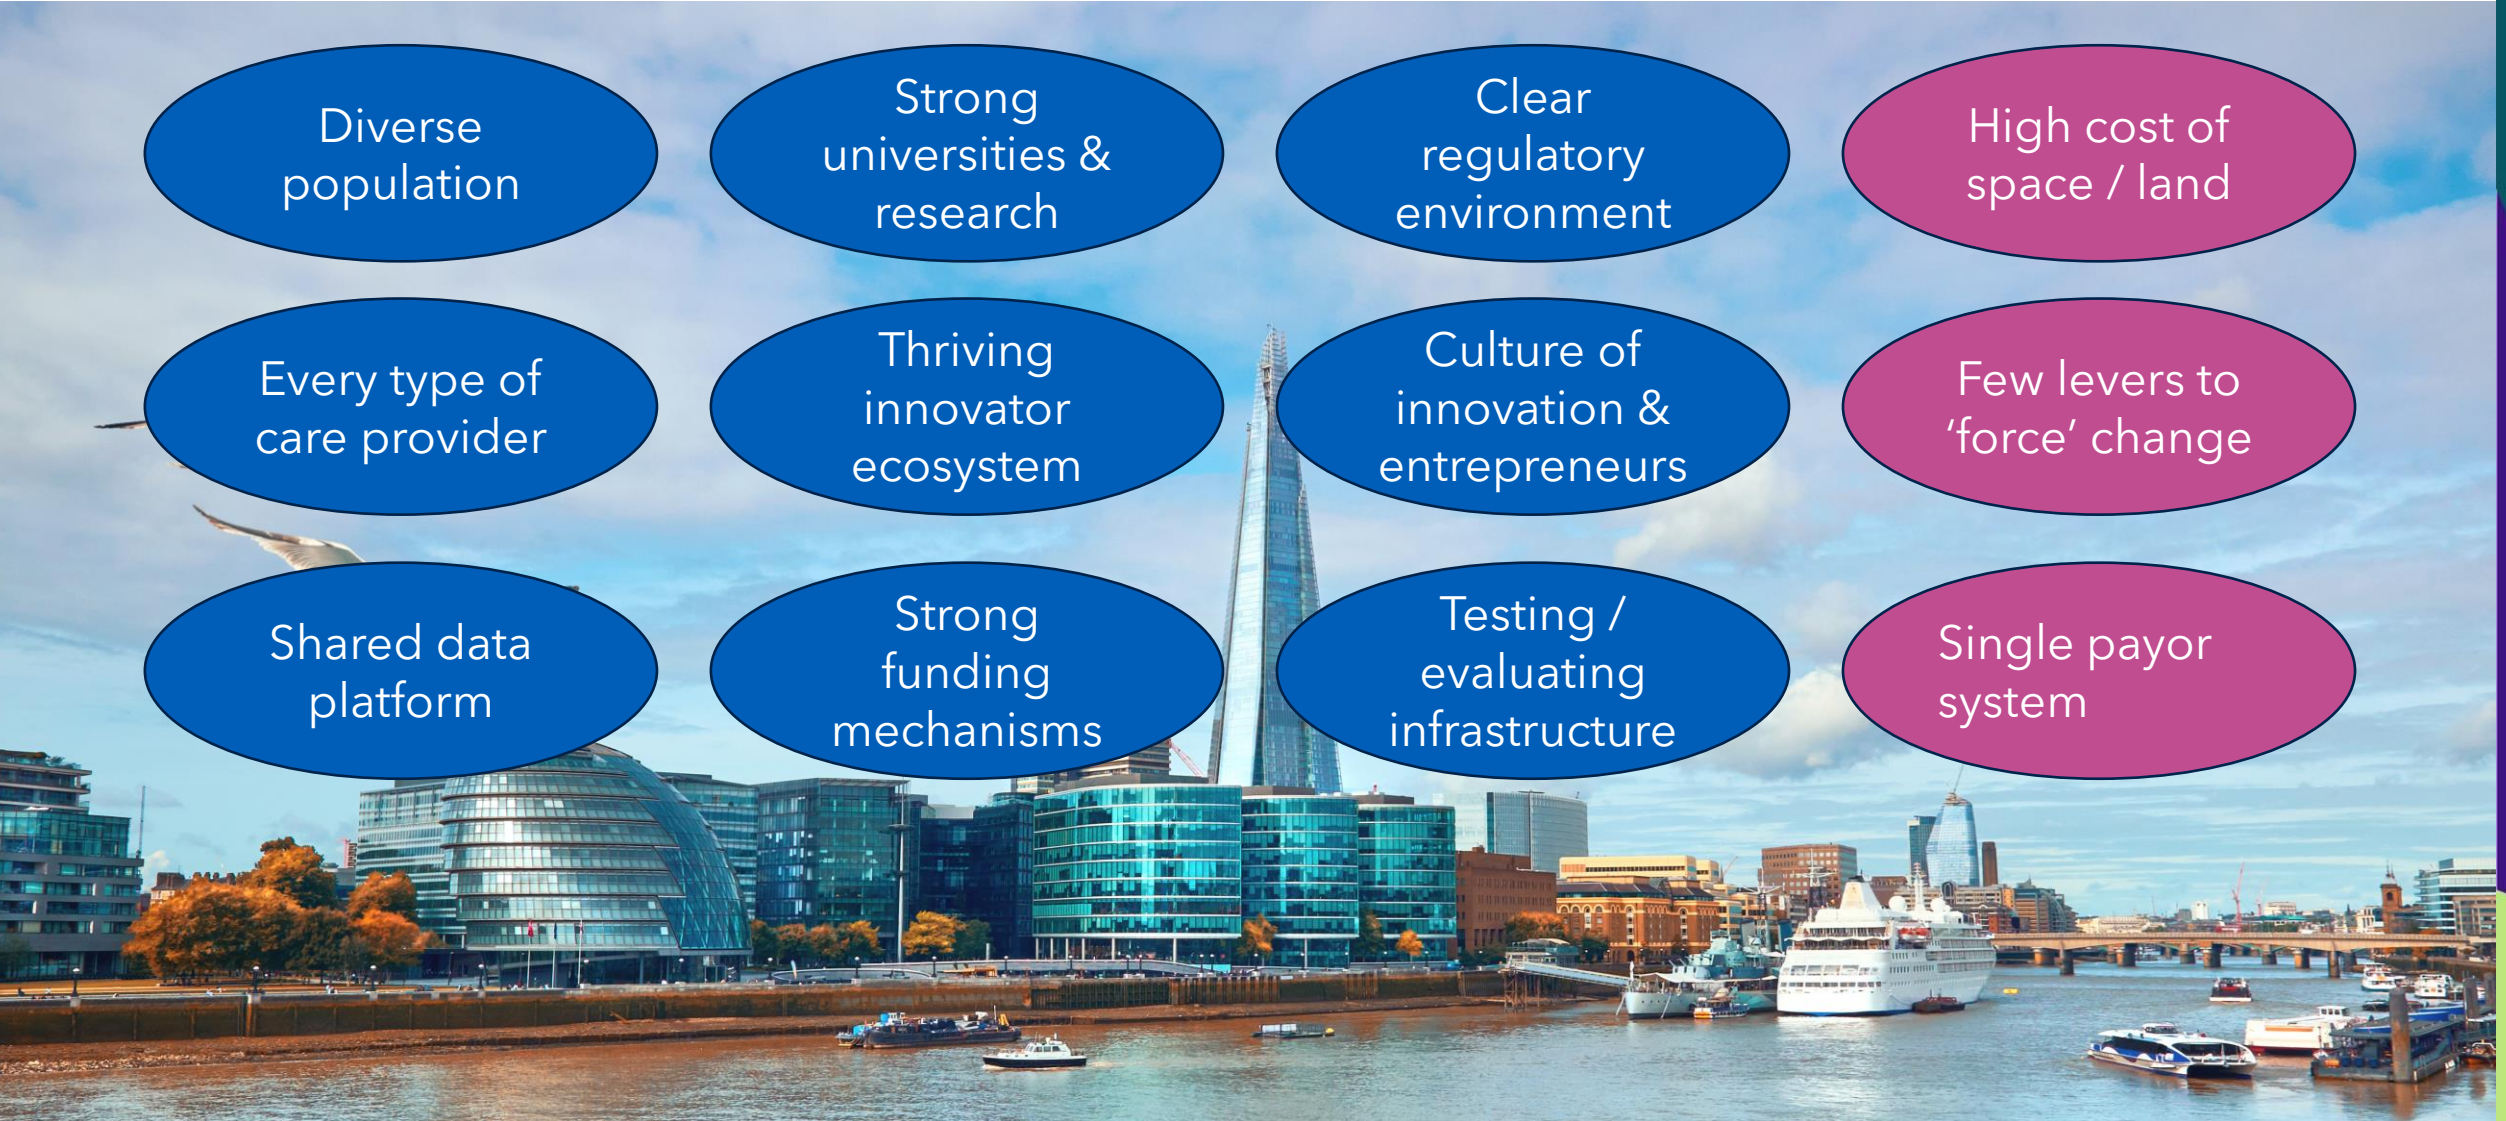 Diverse
population
Strong
universities &
research
Clear
regulatory
environment
High cost of
space / land
Every type of
care provider
Thriving
innovator
ecosystem
Culture of
innovation &
entrepreneurs
Few levers to
‘force’ change
Shared data
platform
Strong
funding
mechanisms
Testing /
evaluating
infrastructure
Single payor
system